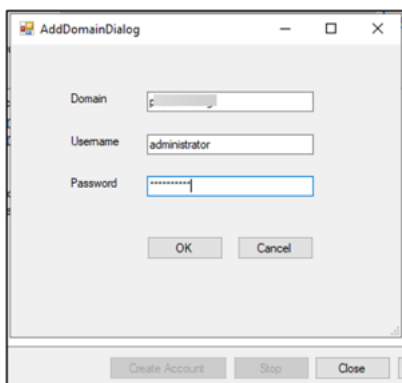 AddDomainDialog
Domain
Username administrator
Password **********
OK Cancel
Create Account Stop Close